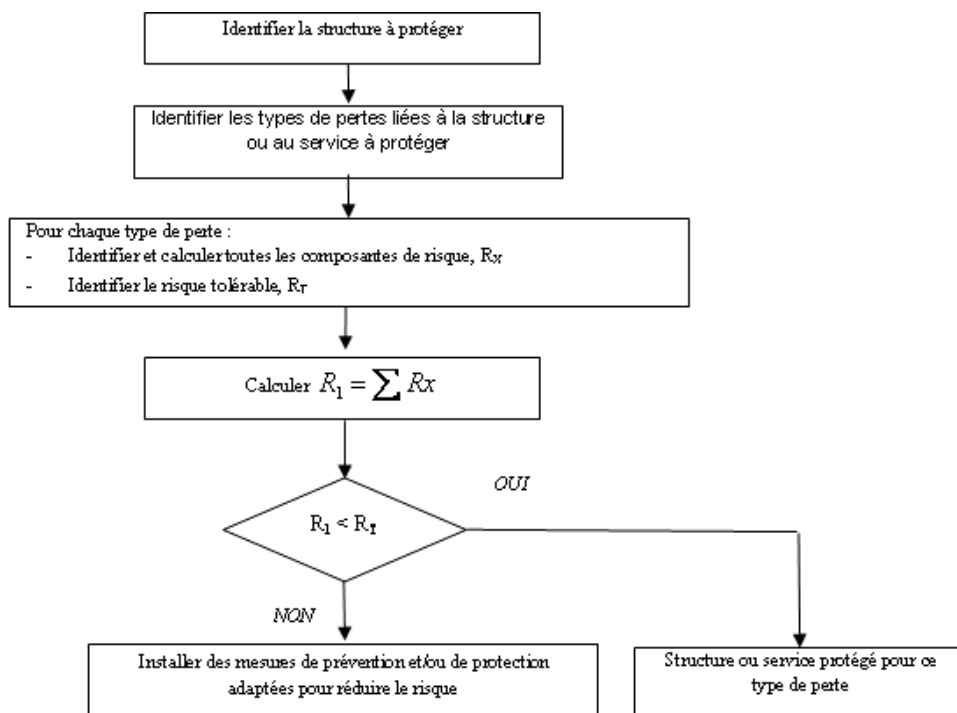 Identifier la structure à protéger
Identifier les types de pertes liées à la structure
ou au service à protéger
Pour chaque type de perte :
- Identifier et calculer toutes les composantes de risque, Rx
- Identifier le risque tolérable, RT
Calculer R1 = ∑ Rx
OUI
R1 < RT
NON
Installer des mesures de prévention et/ou de protection
adaptées pour réduire le risque
Structure ou service protégé pour ce
type de perte